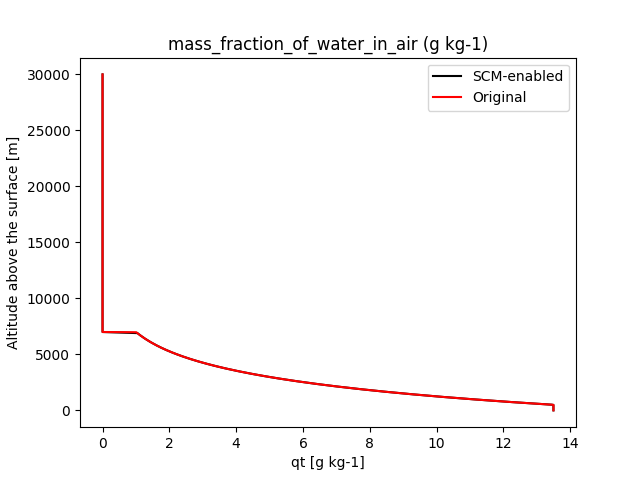 mass_fraction_of_water_in_air (g kg-1)
SCM-enabled
Original
Altitude above the surface [m]
30000
25000
20000
15000
10000
5000
0
0 2 4 6 8 10 12 14
qt [g kg-1]